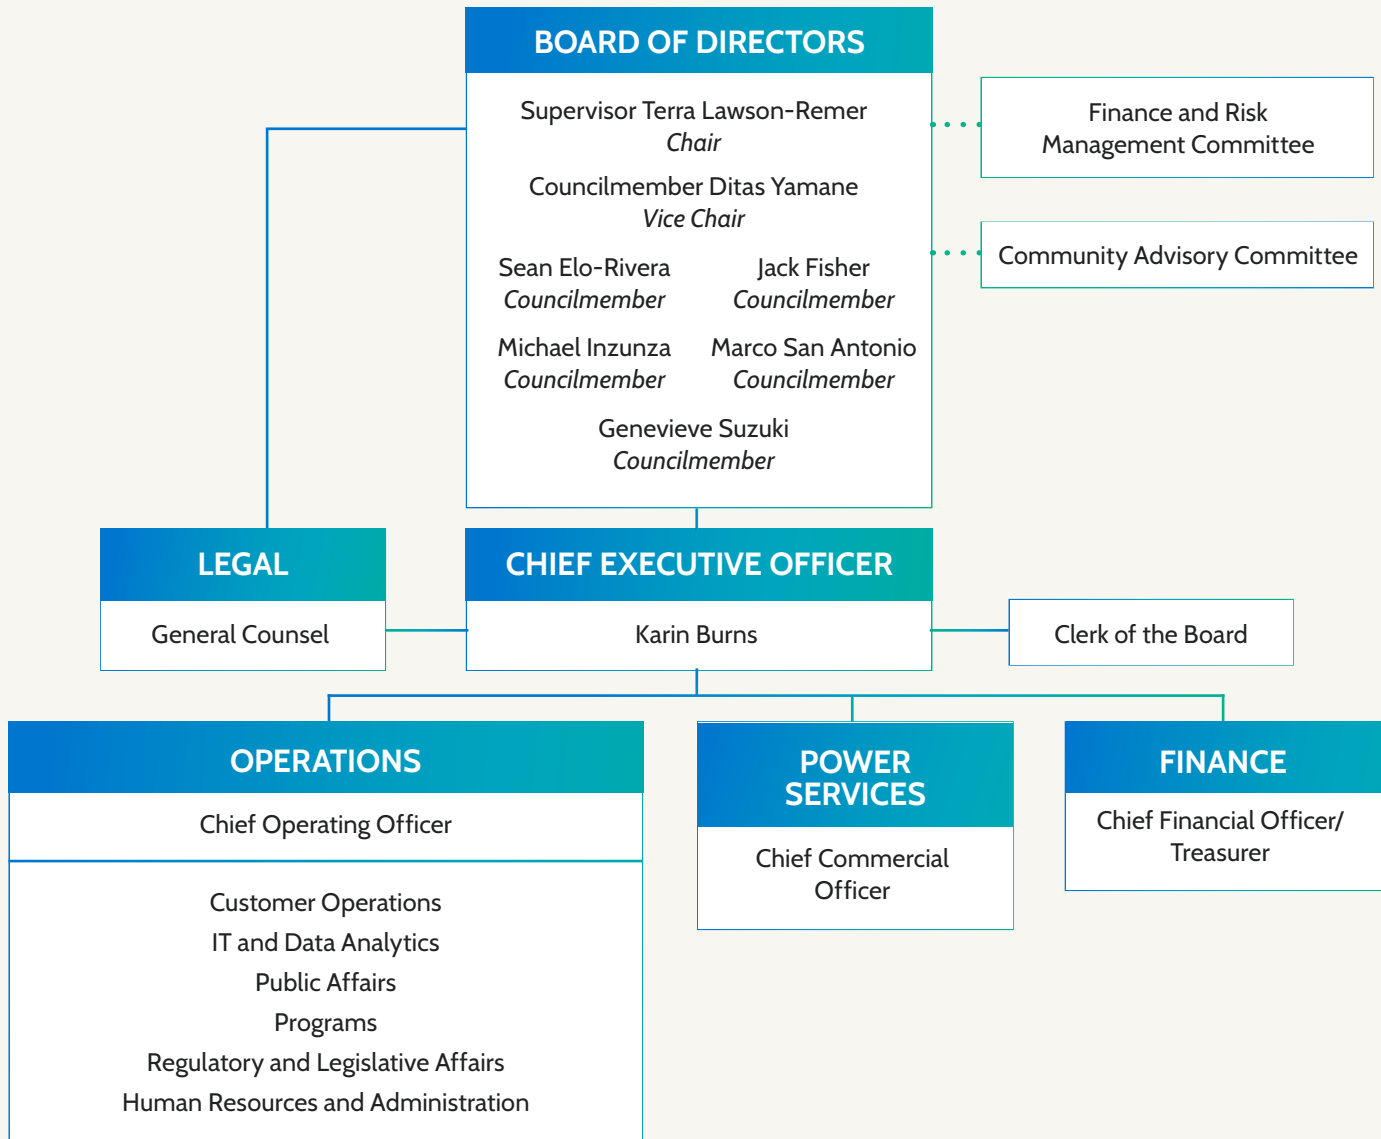 BOARD OF DIRECTORS
Supervisor Terra Lawson-Remer
Chair
Councilmember Ditas Yamane
Vice Chair
Sean Elo-Rivera
Councilmember
Jack Fisher
Councilmember
Michael Inzunza
Councilmember
Marco San Antonio
Councilmember
Genevieve Suzuki
Councilmember
Finance and Risk
Management Committee
Community Advisory Committee
LEGAL
General Counsel
CHIEF EXECUTIVE OFFICER
Karin Burns
Clerk of the Board
OPERATIONS
Chief Operating Officer
Customer Operations
IT and Data Analytics
Public Affairs
Programs
Regulatory and Legislative Affairs
Human Resources and Administration
POWER
SERVICES
Chief Commercial
Officer
FINANCE
Chief Financial Officer/
Treasurer